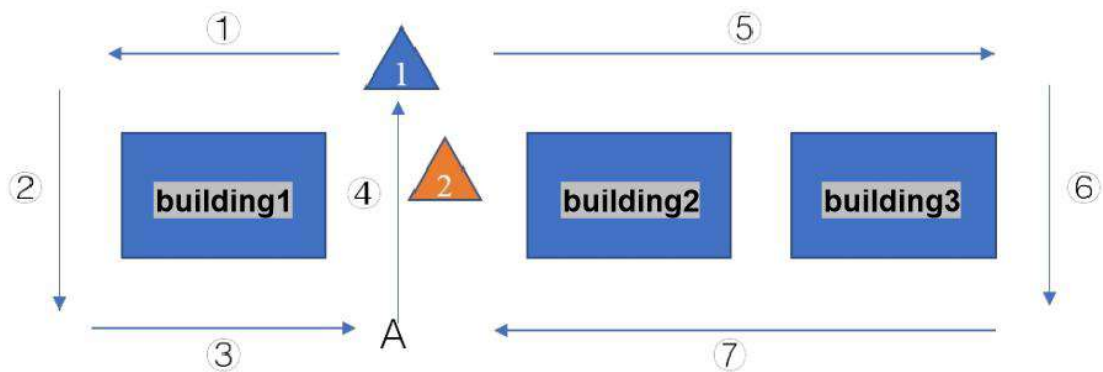 ①
⑤
1
②
building1
④
2
building2
building3
⑥
A
③
⑦